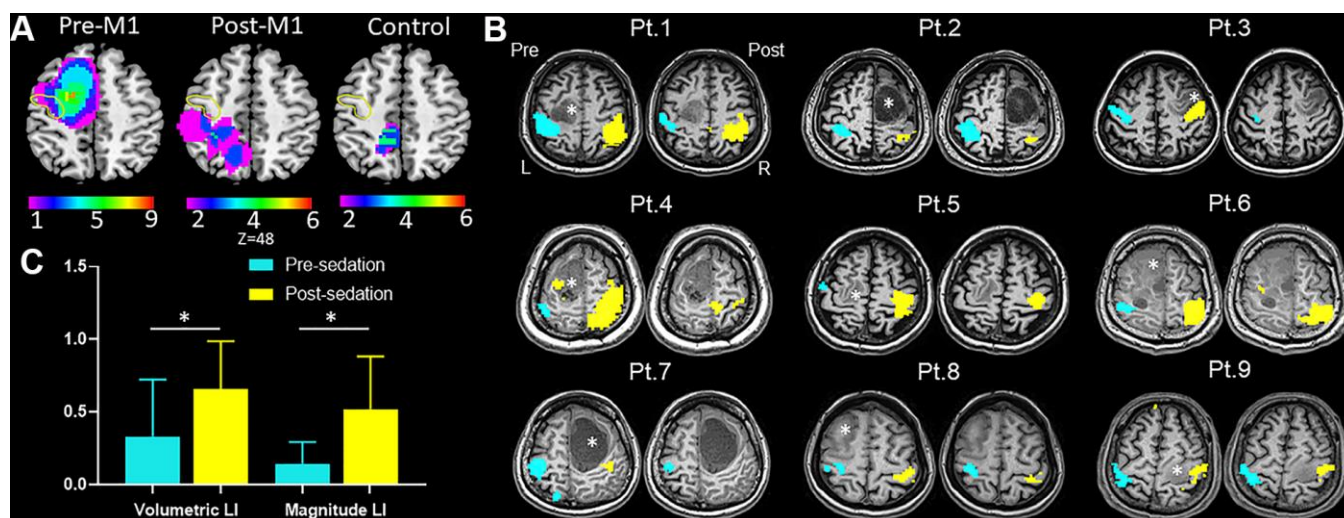 A
Pre-M1 Post-M1 Control
1 5 9 2 4 6 2 4 6
Z=48
B
Pt.1 Pt.2 Pt.3
Pre Post
* * *
L R
Pt.4 Pt.5 Pt.6
* * *
Pt.7 Pt.8 Pt.9
* * *
C
1.5
1.0
0.5
0.0
Pre-sedation
Post-sedation
* *
Volumetric LI Magnitude LI